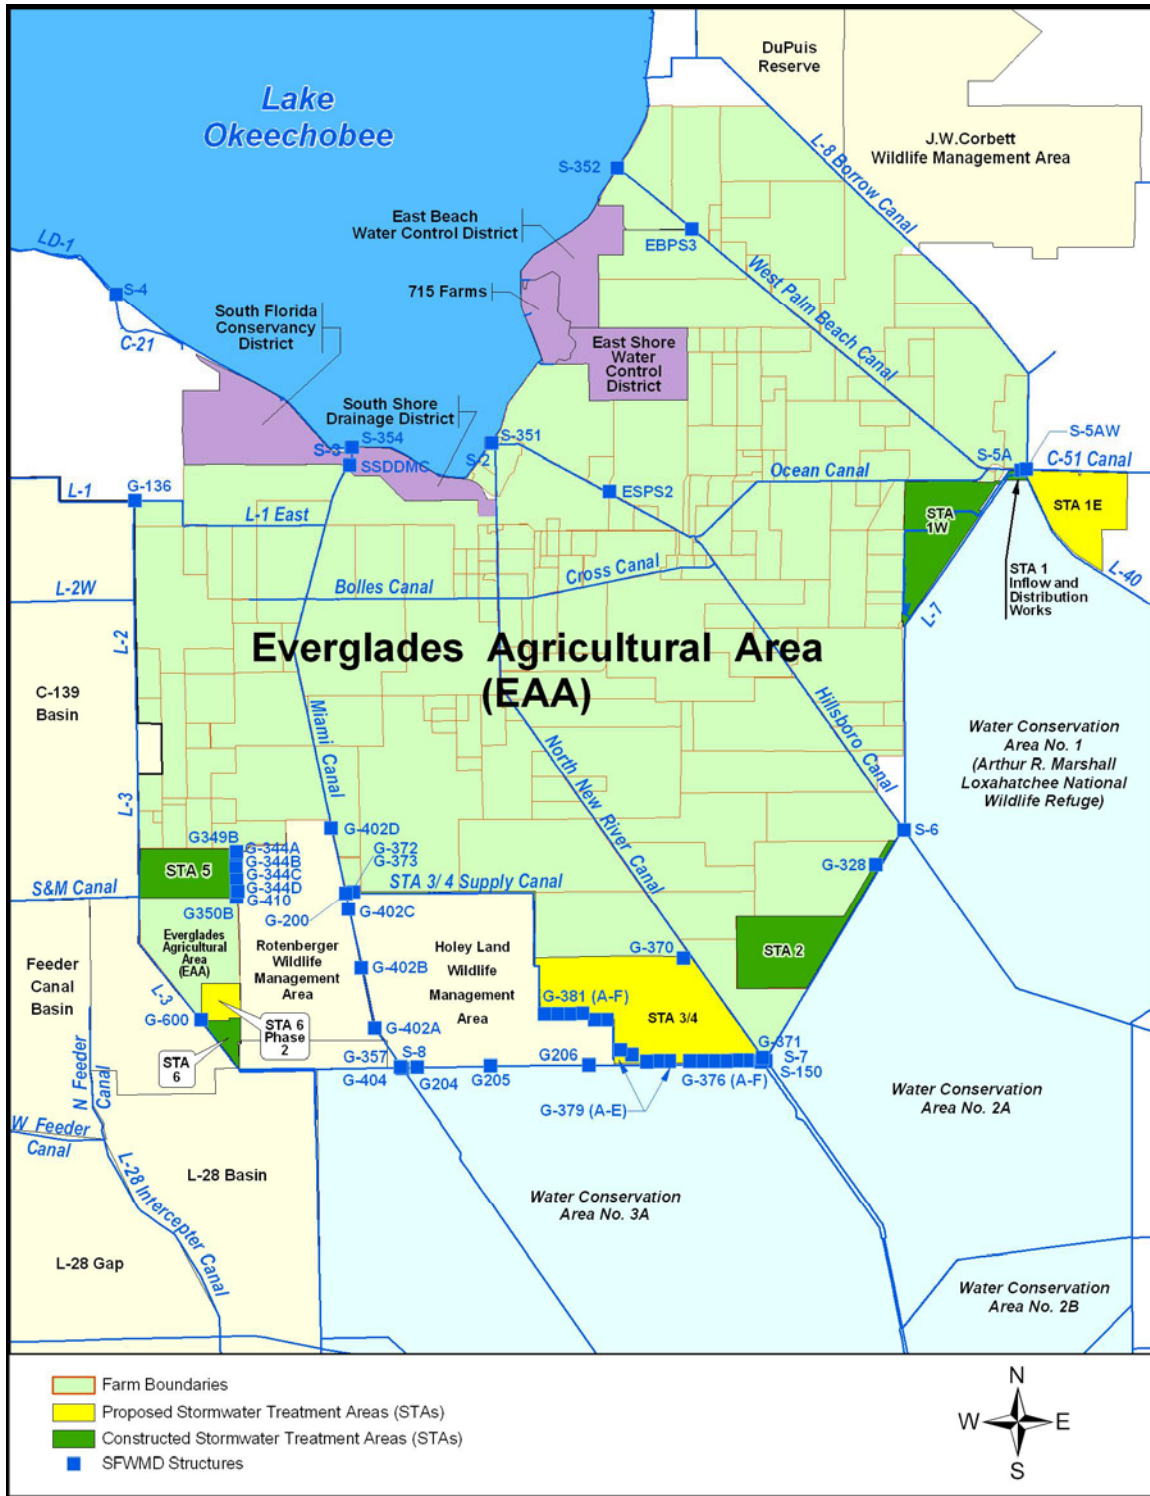 DuPuis
Reserve
Lake
Okeechobee
J.W.Corbett
Wildlife Management Area
L-8 Borrow Canal
S-352
East Beach
Water Control District
EBPS3
LD-1
West Palm Beach Canal
S-4
715 Farms
South Florida
Conservancy
District
C-21
East Shore
Water
Control
District
South Shore
Drainage District
S-354
S-351
S-3
SSDDMC
S-2
S-5AW
S-5A
C-51 Canal
Ocean Canal
L-1
G-136
ESPS2
STA 1E
L-1 East
STA
1W
Cross Canal
STA 1
Inflow and
Distribution
Works
L-40
L-2W
Bolles Canal
L-7
L-2
Everglades Agricultural Area
(EAA)
C-139
Basin
Miami Canal
Hillsboro Canal
North New River Canal
Water Conservation
Area No. 1
(Arthur R. Marshall
Loxahatchee National
Wildlife Refuge)
L-3
G349B
G-402D
S-6
G-344A
G-344B
G-344C
G-344D
G-410
G350B
STA 5
G-372
G-373
G-328
S&M Canal
STA 3/4 Supply Canal
G-200
G-402C
Everglades
Agricultural
Area
(EAA)
Rotenberger
Wildlife
Management
Area
Holey Land
Wildlife
Management
Area
STA 2
G-370
Feeder
Canal
Basin
G-402B
L-3
G-381 (A-F)
G-600
STA 6
Phase
2
G-402A
STA 3/4
STA
6
G-357
S-8
G-404
G204
G205
G206
G-371
S-7
S-150
G-376 (A-F)
N Feeder
Canal
G-379 (A-E)
Water Conservation
Area No. 2A
W Feeder
Canal
L-28 Intercepter Canal
L-28 Basin
Water Conservation
Area No. 3A
L-28 Gap
Water Conservation
Area No. 2B
Farm Boundaries
Proposed Stormwater Treatment Areas (STAs)
Constructed Stormwater Treatment Areas (STAs)
SFWMD Structures
N
W
E
S